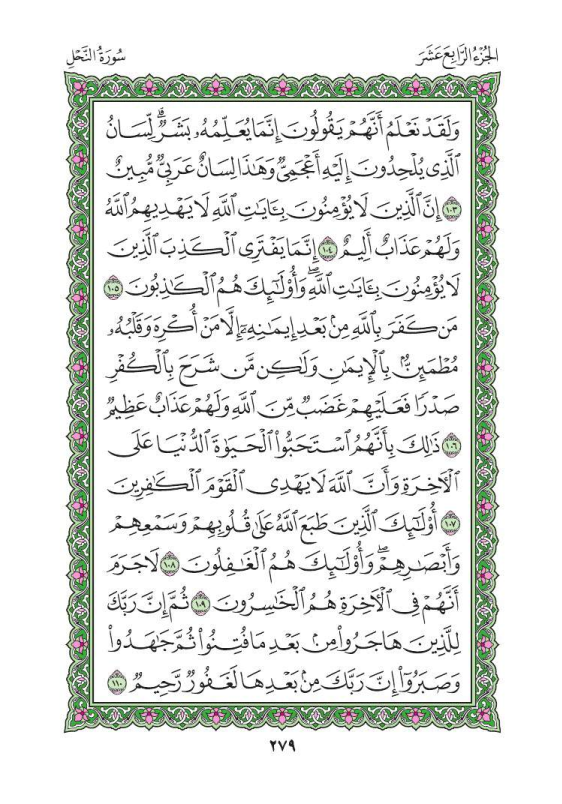 الجُزْءُ الرَّابِعَ عَشَرَ
سُورَةُ النَّحْلِ
وَلَقَدْ نَعْلَمُ أَنَّهُمْ يَقُولُونَ إِنَّمَا يُعَلِّمُهُۥ بَشَرٌۗ لِّسَانُ
ٱلَّذِى يُلْحِدُونَ إِلَيْهِ أَعْجَمِىٌّ وَهَٰذَا لِسَانٌ عَرَبِىٌّ مُّبِينٌ
١٠٣ إِنَّ ٱلَّذِينَ لَا يُؤْمِنُونَ بِـَٔايَٰتِ ٱللَّهِ لَا يَهْدِيهِمُ ٱللَّهُ
وَلَهُمْ عَذَابٌ أَلِيمٌ ١٠٤ إِنَّمَا يَفْتَرِى ٱلْكَذِبَ ٱلَّذِينَ
لَا يُؤْمِنُونَ بِـَٔايَٰتِ ٱللَّهِۖ وَأُو۟لَٰٓئِكَ هُمُ ٱلْكَٰذِبُونَ ١٠٥
مَن كَفَرَ بِٱللَّهِ مِنۢ بَعْدِ إِيمَٰنِهِۦٓ إِلَّا مَنْ أُكْرِهَ وَقَلْبُهُۥ
مُطْمَئِنٌّۢ بِٱلْإِيمَٰنِ وَلَٰكِن مَّن شَرَحَ بِٱلْكُفْرِ
صَدْرًا فَعَلَيْهِمْ غَضَبٌ مِّنَ ٱللَّهِ وَلَهُمْ عَذَابٌ عَظِيمٌ
١٠٦ ذَٰلِكَ بِأَنَّهُمُ ٱسْتَحَبُّوا۟ ٱلْحَيَوٰةَ ٱلدُّنْيَا عَلَى
ٱلْءَاخِرَةِ وَأَنَّ ٱللَّهَ لَا يَهْدِى ٱلْقَوْمَ ٱلْكَٰفِرِينَ
١٠٧ أُو۟لَٰٓئِكَ ٱلَّذِينَ طَبَعَ ٱللَّهُ عَلَىٰ قُلُوبِهِمْ وَسَمْعِهِمْ
وَأَبْصَٰرِهِمْۖ وَأُو۟لَٰٓئِكَ هُمُ ٱلْغَٰفِلُونَ ١٠٨ لَا جَرَمَ
أَنَّهُمْ فِى ٱلْءَاخِرَةِ هُمُ ٱلْخَٰسِرُونَ ١٠٩ ثُمَّ إِنَّ رَبَّكَ
لِلَّذِينَ هَاجَرُوا۟ مِنۢ بَعْدِ مَا فُتِنُوا۟ ثُمَّ جَٰهَدُوا۟
وَصَبَرُوٓا۟ إِنَّ رَبَّكَ مِنۢ بَعْدِهَا لَغَفُورٌ رَّحِيمٌ ١١٠
٢٧٩